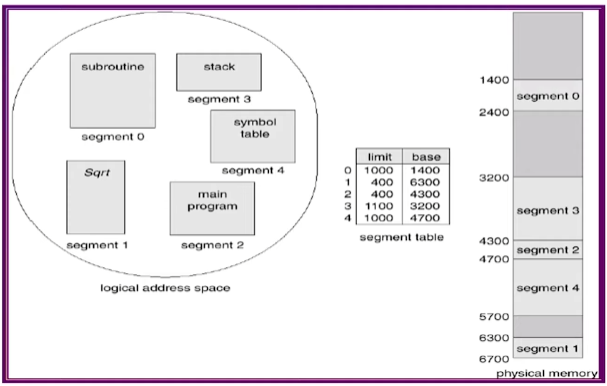 subroutine
segment 0
stack
segment 3
symbol
table
segment 4
Sqrt
segment 1
main
program
segment 2
logical address space
limit base
0 1000 1400
1 400 6300
2 400 4300
3 1100 3200
4 1000 4700
segment table
1400
segment 0
2400
3200
segment 3
4300
segment 2
4700
segment 4
5700
6300
segment 1
6700
physical memory